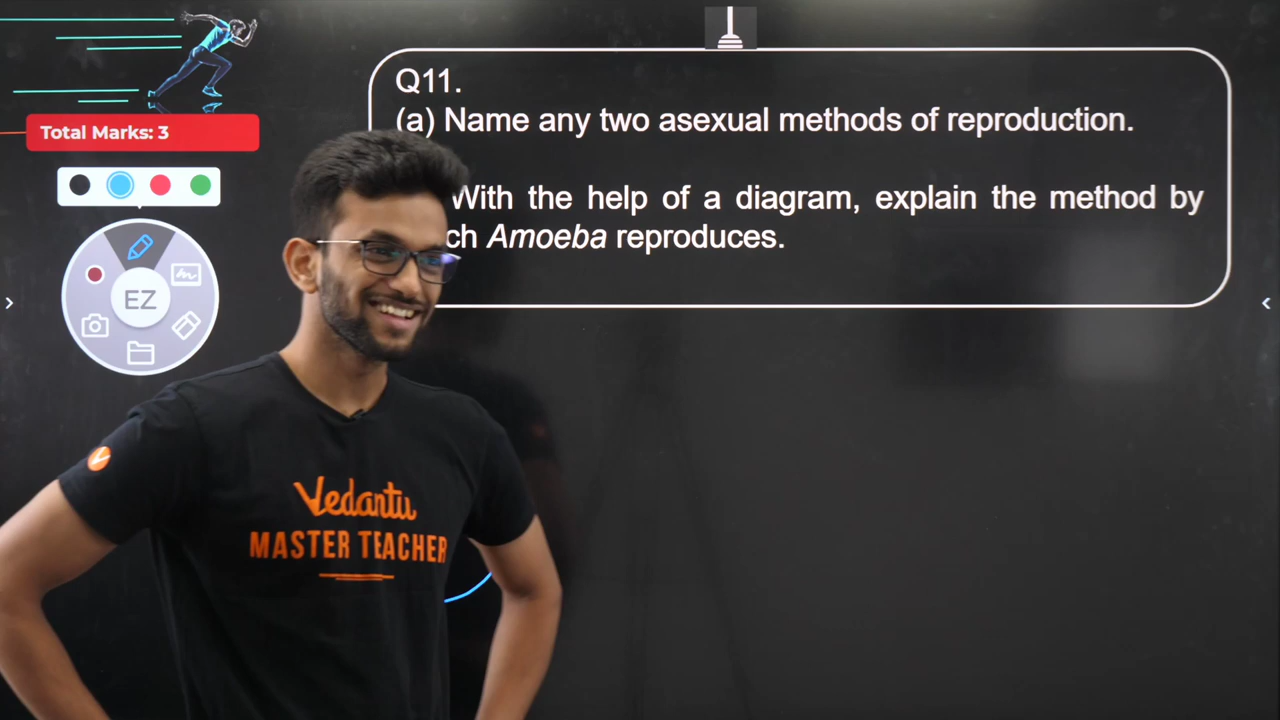 Q11.
Total Marks: 3
(a) Name any two asexual methods of reproduction.
With the help of a diagram, explain the method by
ch Amoeba reproduces.
EZ
Vedantu
MASTER TEACHER